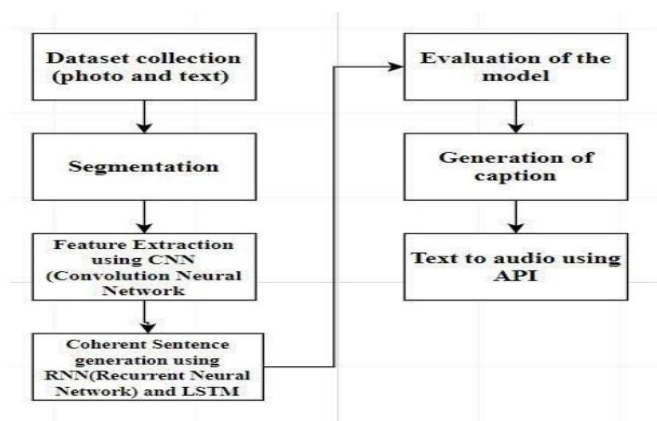 Dataset collection
(photo and text)
Segmentation
Feature Extraction
using CNN
(Convolution Neural
Network
Coherent Sentence
generation using
RNN(Recurrent Neural
Network) and LSTM
Evaluation of the
model
Generation of
caption
Text to audio using
API